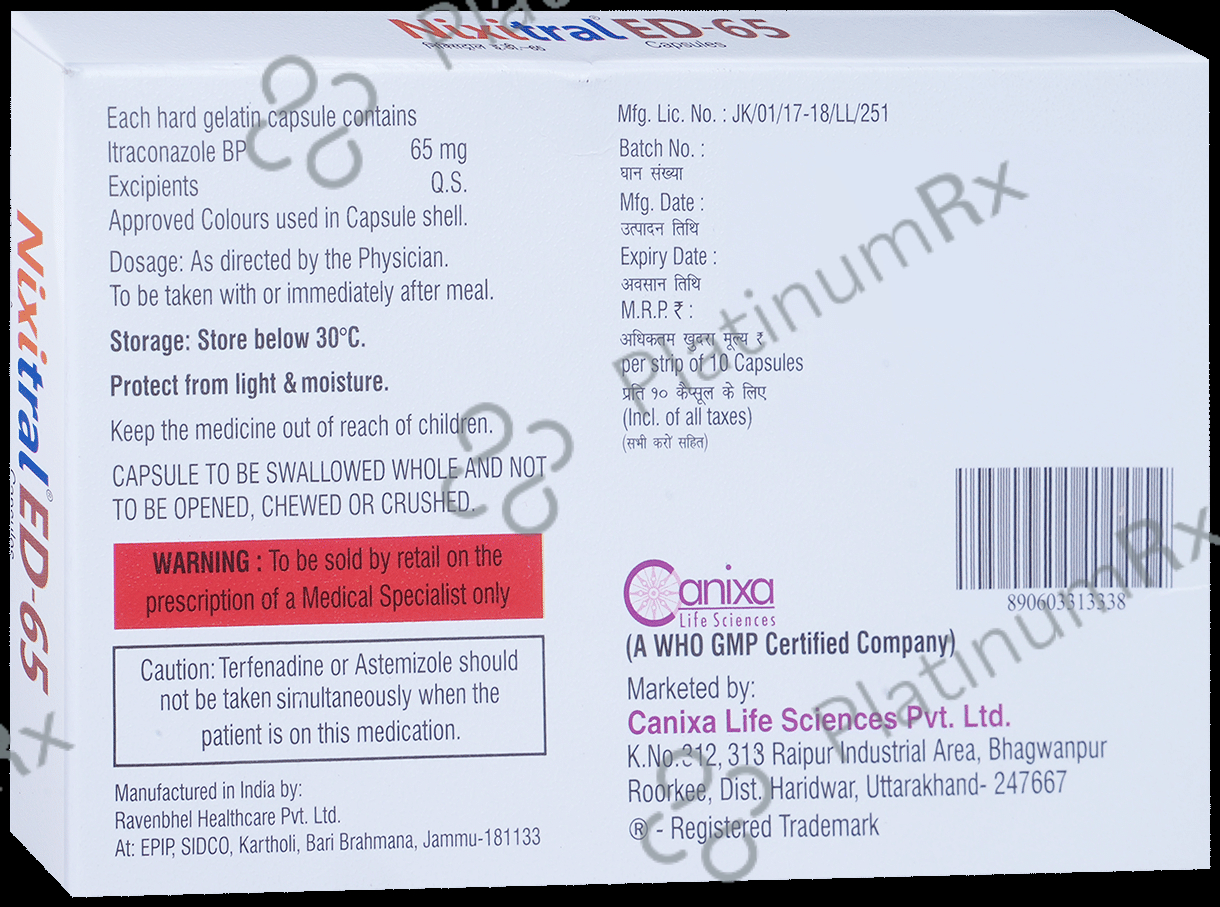 Nixitral® ED-65
निक्सिट्राल ई.डी.-65 Capsules
Each hard gelatin capsule contains
Itraconazole BP 65 mg
Excipients Q.S.
Approved Colours used in Capsule shell.
Dosage: As directed by the Physician.
To be taken with or immediately after meal.
Storage: Store below 30°C.
Protect from light & moisture.
Keep the medicine out of reach of children.
CAPSULE TO BE SWALLOWED WHOLE AND NOT
TO BE OPENED, CHEWED OR CRUSHED.
WARNING : To be sold by retail on the
prescription of a Medical Specialist only
Caution: Terfenadine or Astemizole should
not be taken simultaneously when the
patient is on this medication.
Manufactured in India by:
Ravenbhel Healthcare Pvt. Ltd.
At: EPIP, SIDCO, Kartholi, Bari Brahmana, Jammu-181133
Mfg. Lic. No. : JK/01/17-18/LL/251
Batch No. :
घान संख्या
Mfg. Date :
उत्पादन तिथि
Expiry Date :
अवसान तिथि
M.R.P. ₹ :
अधिकतम खुदरा मूल्य ₹
per strip of 10 Capsules
प्रति १० कैप्सूल के लिए
(Incl. of all taxes)
(सभी करों सहित)
890603313338
Canixa
Life Sciences
(A WHO GMP Certified Company)
Marketed by:
Canixa Life Sciences Pvt. Ltd.
K.No.312, 313 Raipur Industrial Area, Bhagwanpur
Roorkee, Dist. Haridwar, Uttarakhand- 247667
® - Registered Trademark
Nixitral® ED-65
Capsules
PlatinumRx
PlatinumRx